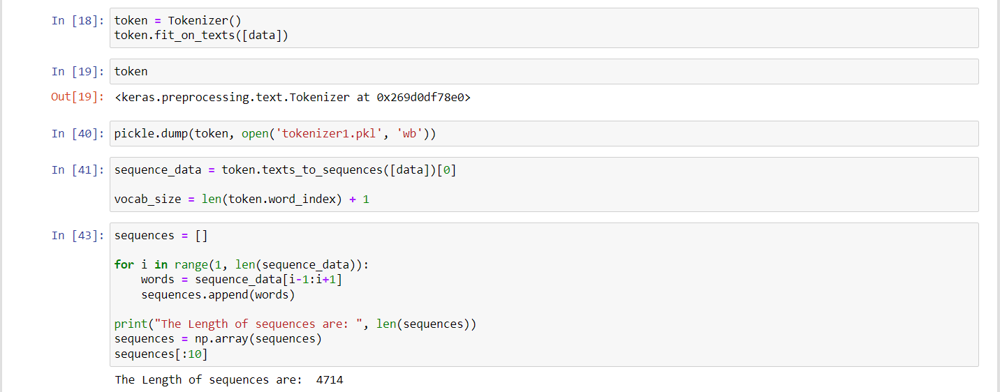 In [18]: token = Tokenizer()
token.fit_on_texts([data])
In [19]: token
Out[19]: <keras.preprocessing.text.Tokenizer at 0x269d0df78e0>
In [40]: pickle.dump(token, open('tokenizer1.pkl', 'wb'))
In [41]: sequence_data = token.texts_to_sequences([data])[0]
vocab_size = len(token.word_index) + 1
In [43]: sequences = []
for i in range(1, len(sequence_data)):
    words = sequence_data[i-1:i+1]
    sequences.append(words)
print("The Length of sequences are: ", len(sequences))
sequences = np.array(sequences)
sequences[:10]
The Length of sequences are:  4714